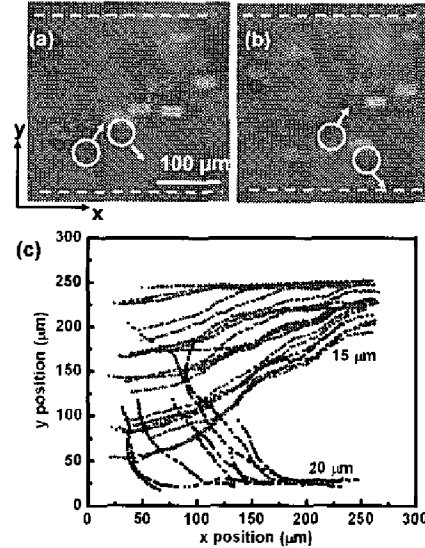 (a)
(b)
y
100 μm
x
(c)
300
250
200
150
100
50
0
y position (μm)
15 μm
20 μm
0 50 100 150 200 250 300
x position (μm)